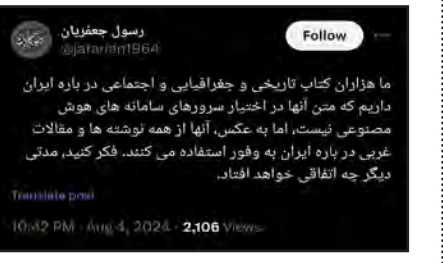 رسول جعفریان
@jafarian1964
Follow
ما هزاران کتاب تاریخی و جغرافیایی و اجتماعی در باره ایران
داریم که متن آنها در اختیار سرورهای سامانه های هوش
مصنوعی نیست، اما به عکس، آنها از همه نوشته ها و مقالات
غربی در باره ایران به وفور استفاده می کنند. فکر کنید، مدتی
دیگر چه اتفاقی خواهد افتاد.
Translate post
10:42 PM · Aug 4, 2024 · 2,106 Views